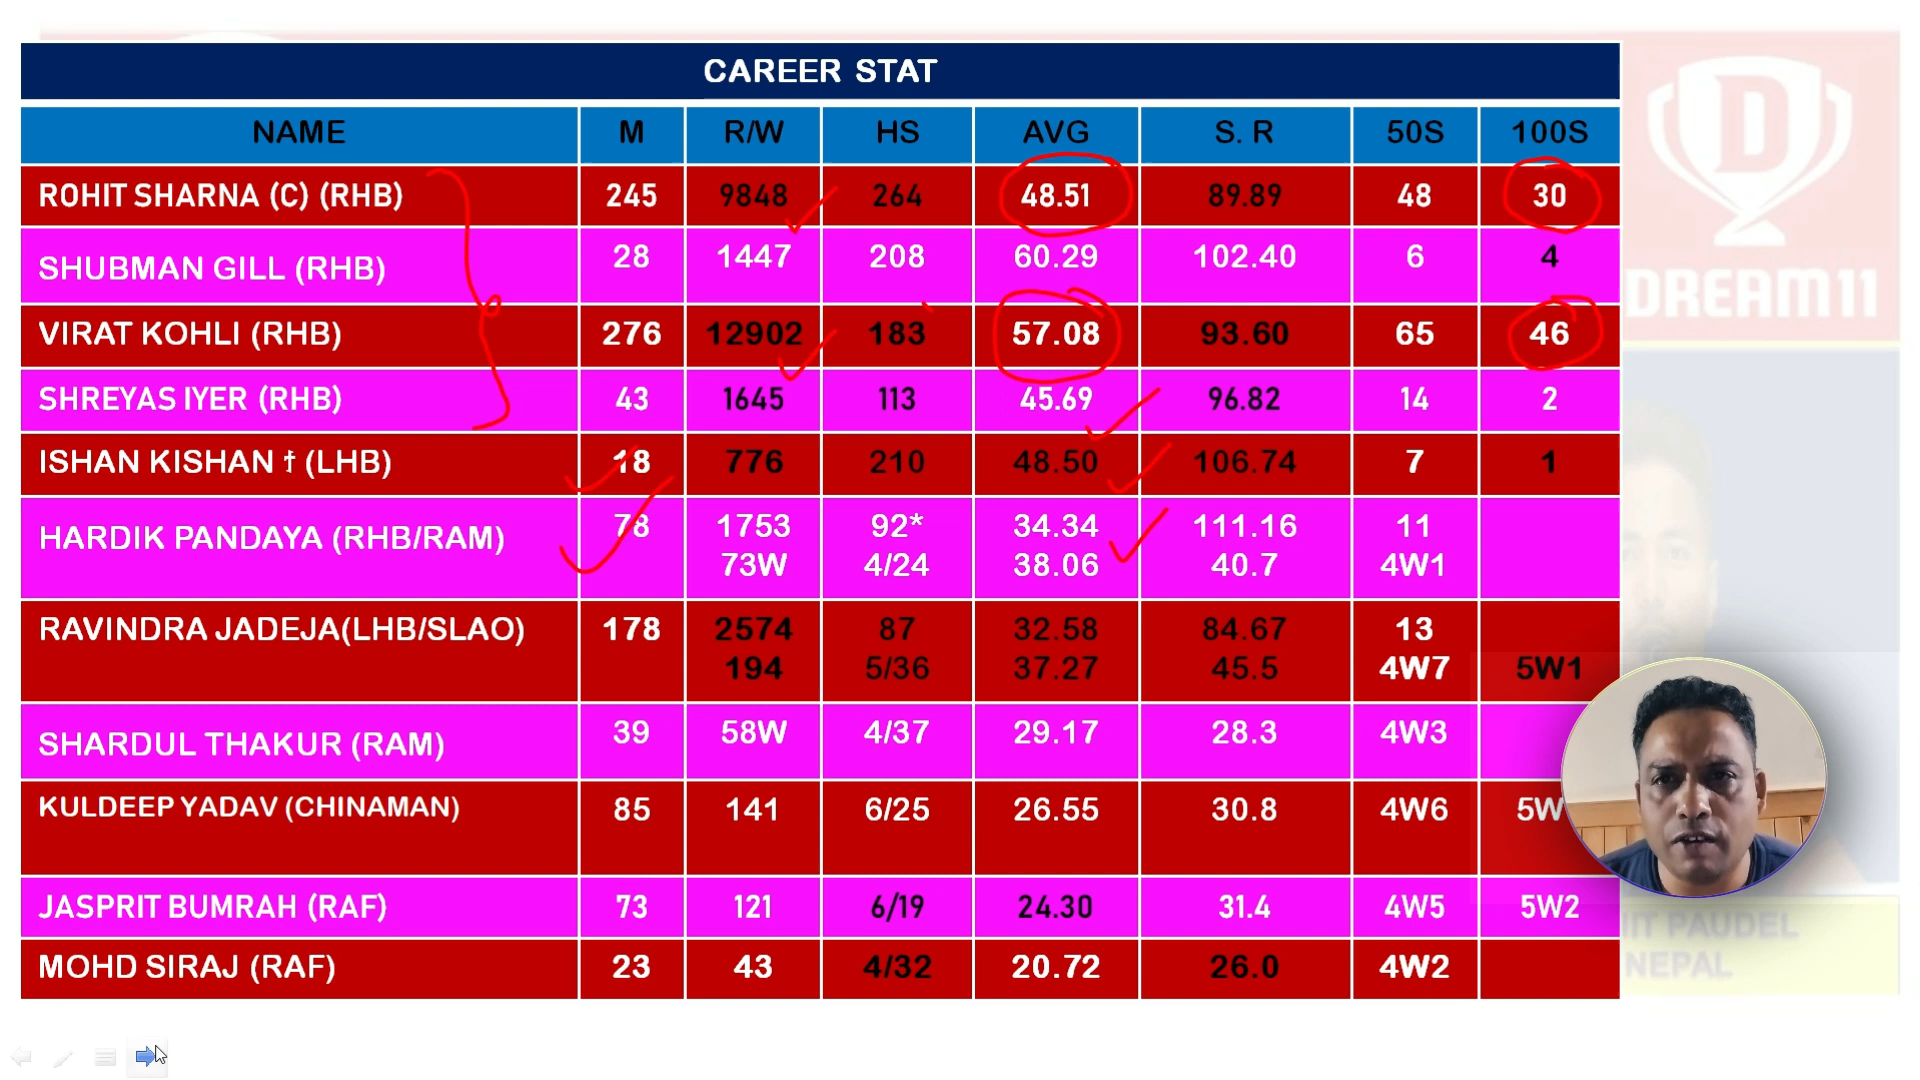 CAREER STAT
NAME M R/W HS AVG S. R 50S 100S
ROHIT SHARNA (C) (RHB) 245 9848 264 48.51 89.89 48 30
SHUBMAN GILL (RHB) 28 1447 208 60.29 102.40 6 4
VIRAT KOHLI (RHB) 276 12902 183 57.08 93.60 65 46
SHREYAS IYER (RHB) 43 1645 113 45.69 96.82 14 2
ISHAN KISHAN † (LHB) 18 776 210 48.50 106.74 7 1
HARDIK PANDAYA (RHB/RAM) 78 1753 92* 34.34 111.16 11
73W 4/24 38.06 40.7 4W1
RAVINDRA JADEJA(LHB/SLAO) 178 2574 87 32.58 84.67 13
194 5/36 37.27 45.5 4W7 5W1
SHARDUL THAKUR (RAM) 39 58W 4/37 29.17 28.3 4W3
KULDEEP YADAV (CHINAMAN) 85 141 6/25 26.55 30.8 4W6 5W
JASPRIT BUMRAH (RAF) 73 121 6/19 24.30 31.4 4W5 5W2
MOHD SIRAJ (RAF) 23 43 4/32 20.72 26.0 4W2
D
DREAM11
IT PAUDEL
NEPAL